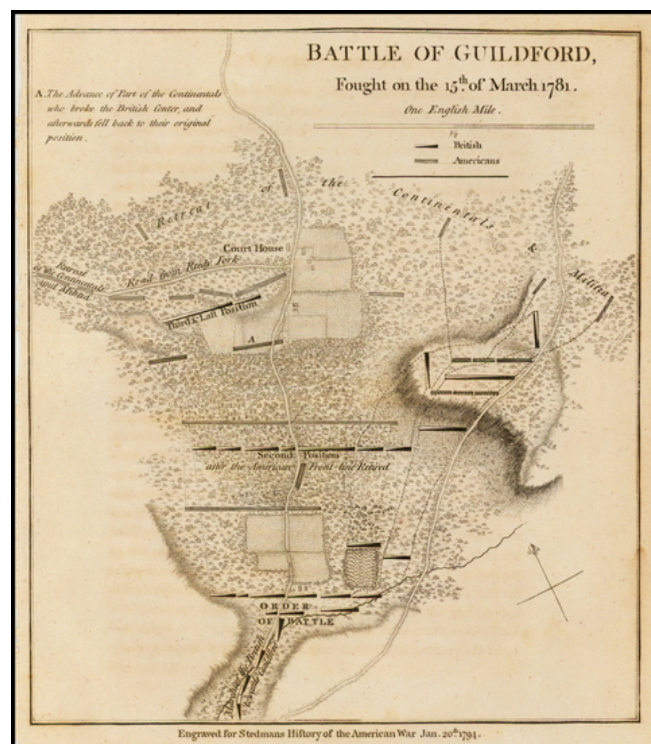 BATTLE OF GUILDFORD,
Fought on the 15th of March 1781.
One English Mile.
British
Americans
A. The Advance of Part of the Continentals
who broke the British Center, and
afterwards fell back to their original
position.
Retreat of the Continentals & Militia
Court House
Road from Reedy Fork
Retreat
of the Continentals
and Militia
Third & Last Position
A
Second Position
after the American Front-line Retired
ORDER
OF BATTLE
March of the British
Engraved for Stedmans History of the American War Jan. 20th 1794.